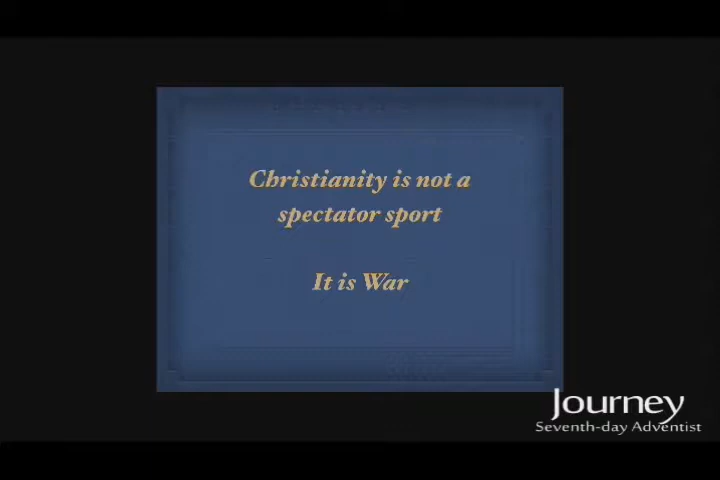 Christianity is not a
spectator sport
It is War
Journey
Seventh-day Adventist